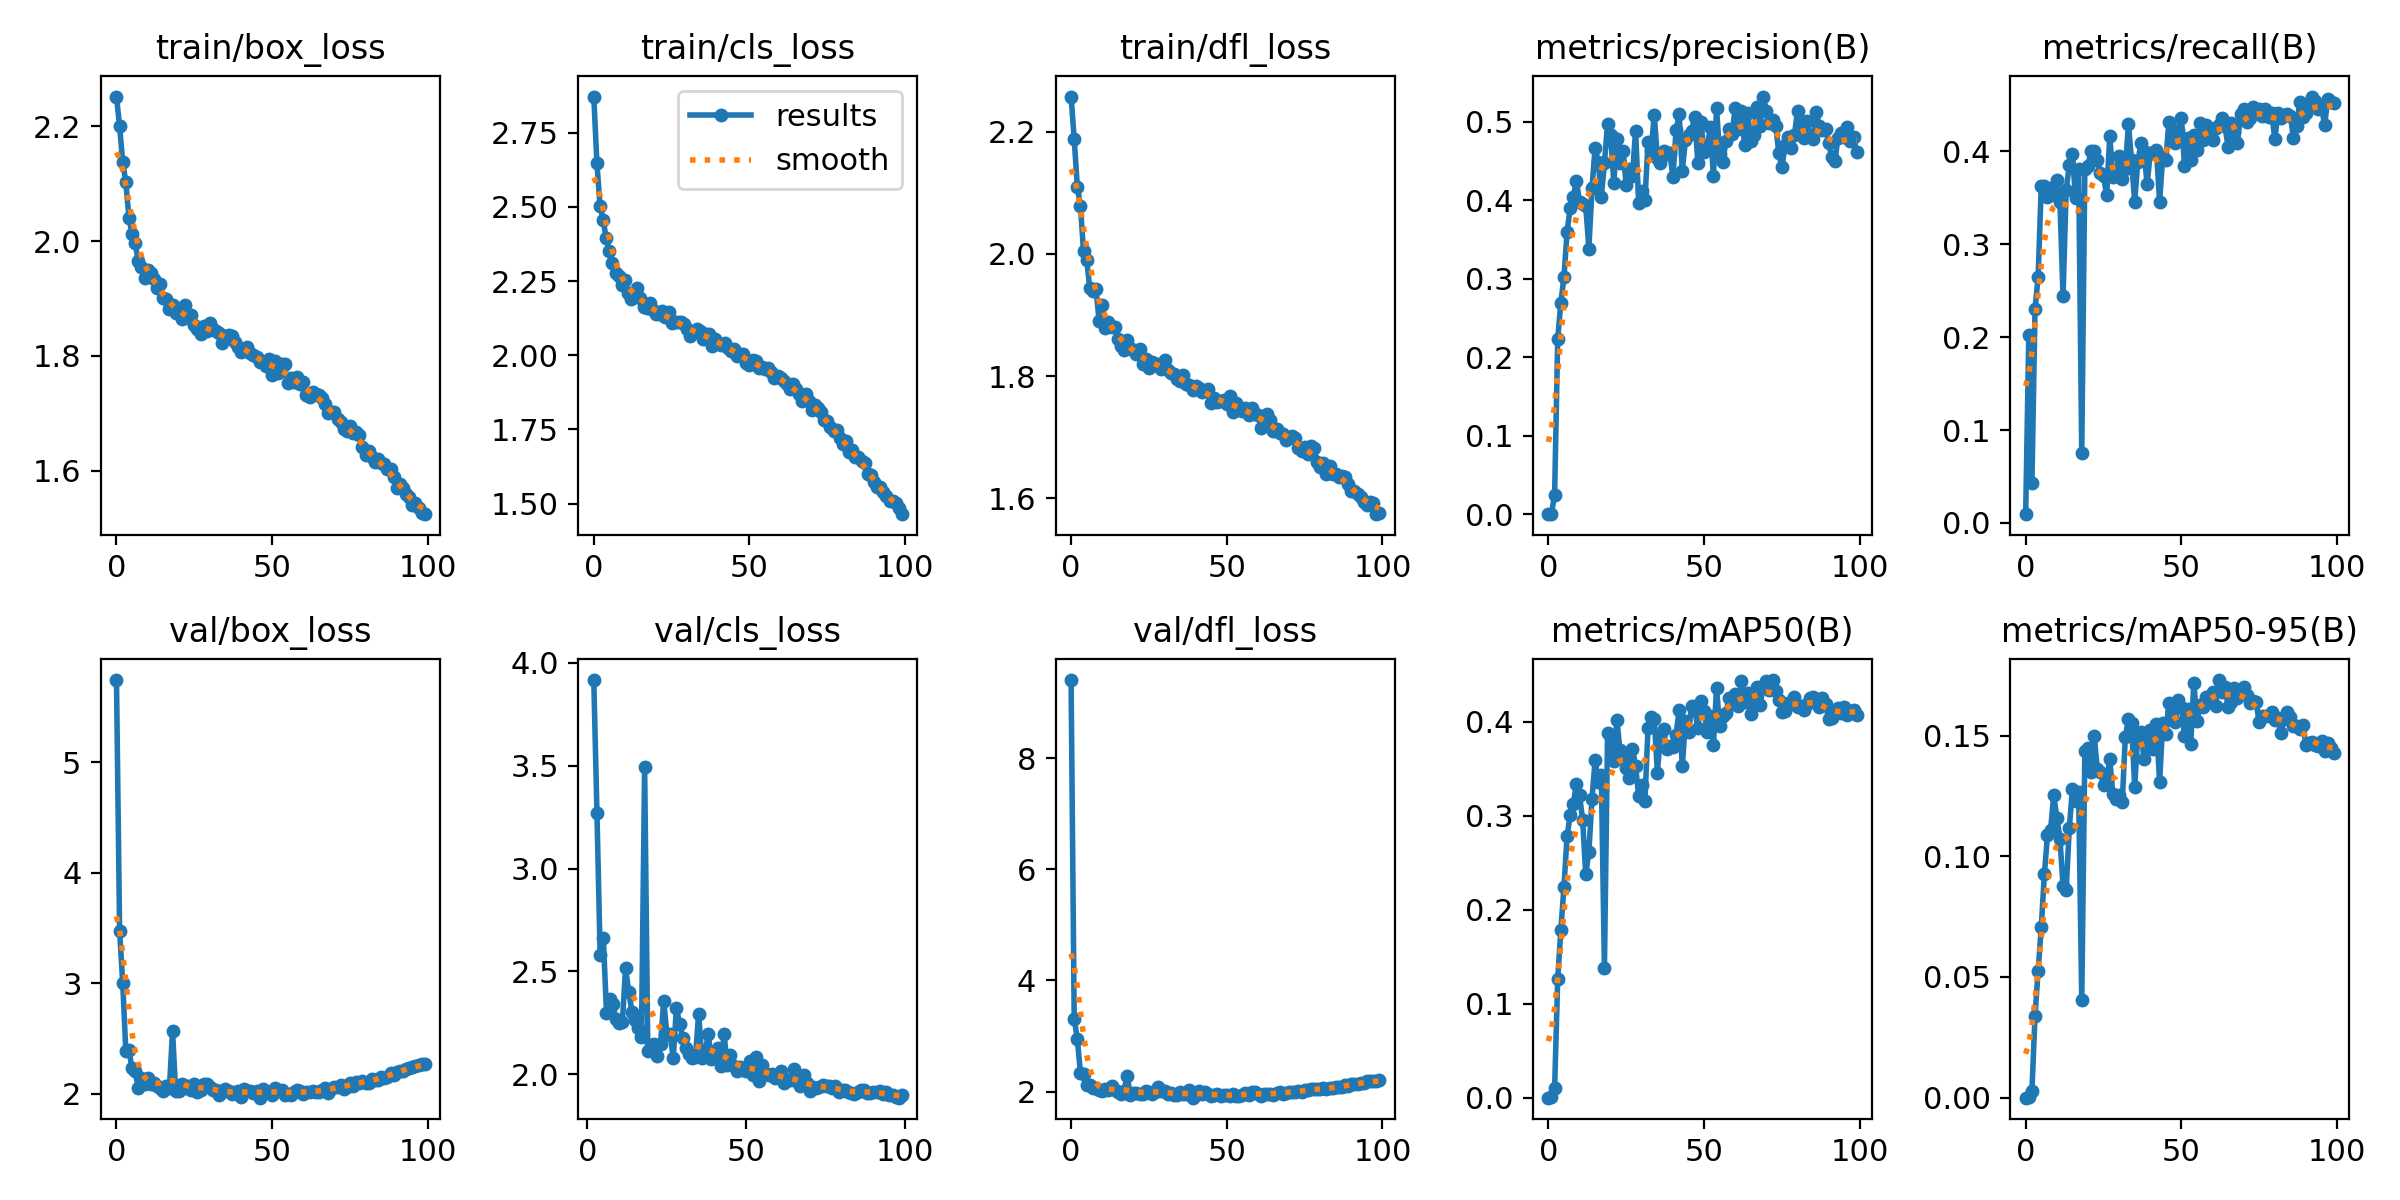 train/box_loss
train/cls_loss
train/dfl_loss
metrics/precision(B)
metrics/recall(B)
2.2
2.0
1.8
1.6
0 50 100
results
smooth
2.75
2.50
2.25
2.00
1.75
1.50
0 50 100
2.2
2.0
1.8
1.6
0 50 100
0.5
0.4
0.3
0.2
0.1
0.0
0 50 100
0.4
0.3
0.2
0.1
0.0
0 50 100
val/box_loss
val/cls_loss
val/dfl_loss
metrics/mAP50(B)
metrics/mAP50-95(B)
5
4
3
2
0 50 100
4.0
3.5
3.0
2.5
2.0
0 50 100
8
6
4
2
0 50 100
0.4
0.3
0.2
0.1
0.0
0 50 100
0.15
0.10
0.05
0.00
0 50 100